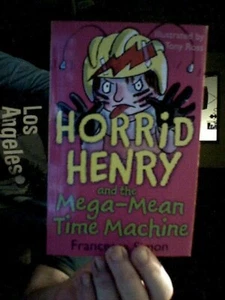 Illustrated by
Tony Ross
HORRID
HENRY
and the
Mega-Mean
Time Machine
Francesca Simon
Los
Angeles